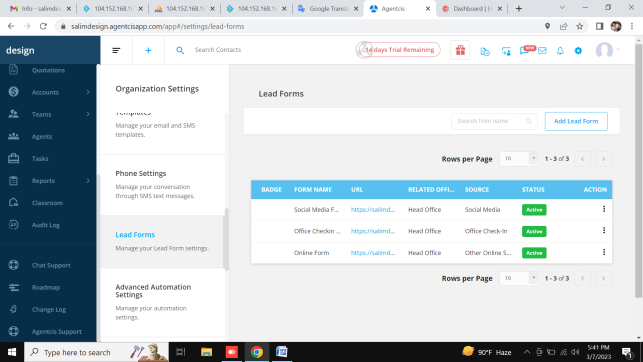 Info - salimdw
104.152.168.16
104.152.168.16
104.152.168.16
Google Transla
Agentcis
Dashboard | H
salimdesign.agentcisapp.com/app#/settings/lead-forms
design
Search Contacts
14 days Trial Remaining
NEW
Quotations
Accounts
Teams
Agents
Tasks
Reports
Classroom
Audit Log
Chat Support
Roadmap
Change Log
Agentcis Support
Organization Settings
Templates
Manage your email and SMS
templates.
Phone Settings
Manage your conversation
through SMS text messages.
Lead Forms
Manage your Lead Form settings.
Advanced Automation
Settings
Manage your automation
settings.
Lead Forms
Search from name
Add Lead Form
Rows per Page 10 1 - 3 of 3
BADGE FORM NAME URL RELATED OFFI... SOURCE STATUS ACTION
Social Media F... https://salimd... Head Office Social Media Active
Office Checkin ... https://salimd... Head Office Office Check-In Active
Online Form https://salimd... Head Office Other Online S... Active
Rows per Page 10 1 - 3 of 3
Type here to search
90°F Haze
5:41 PM
3/7/2023